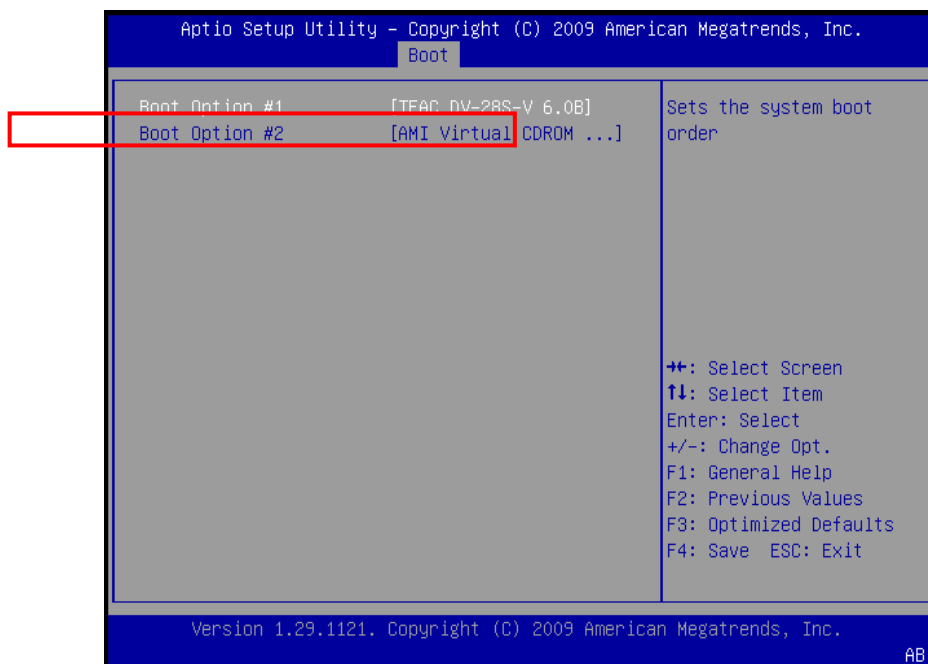 Aptio Setup Utility – Copyright (C) 2009 American Megatrends, Inc.
Boot
Boot Option #1 [TEAC DV-28S-V 6.0B]
Boot Option #2 [AMI Virtual CDROM ...]
Sets the system boot
order
→←: Select Screen
↑↓: Select Item
Enter: Select
+/-: Change Opt.
F1: General Help
F2: Previous Values
F3: Optimized Defaults
F4: Save ESC: Exit
Version 1.29.1121. Copyright (C) 2009 American Megatrends, Inc.
AB